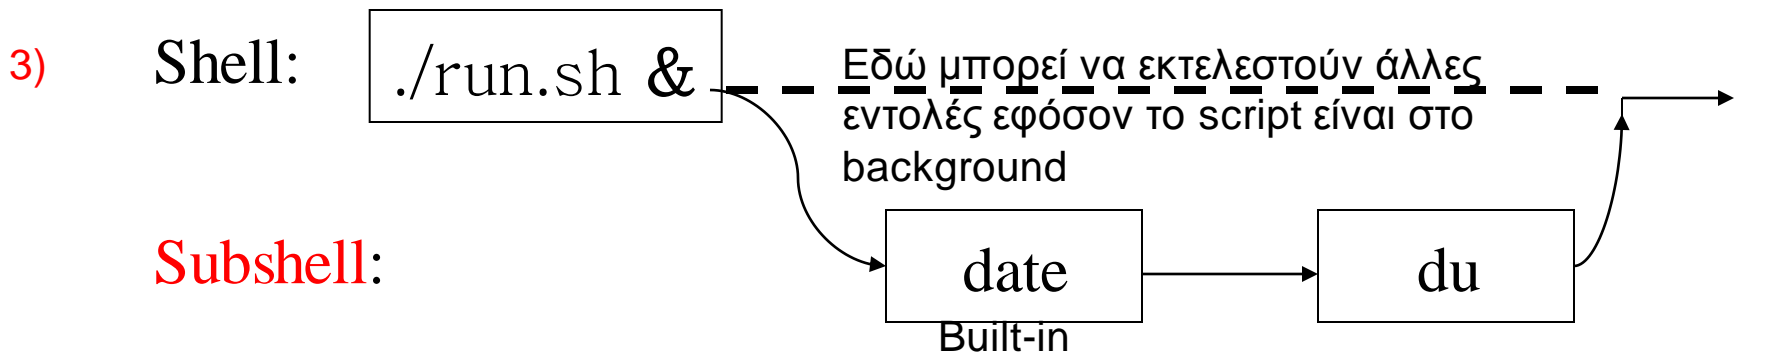 3) Shell: ./run.sh &
Εδώ μπορεί να εκτελεστούν άλλες
εντολές εφόσον το script είναι στο
background
Subshell: date du
Built-in